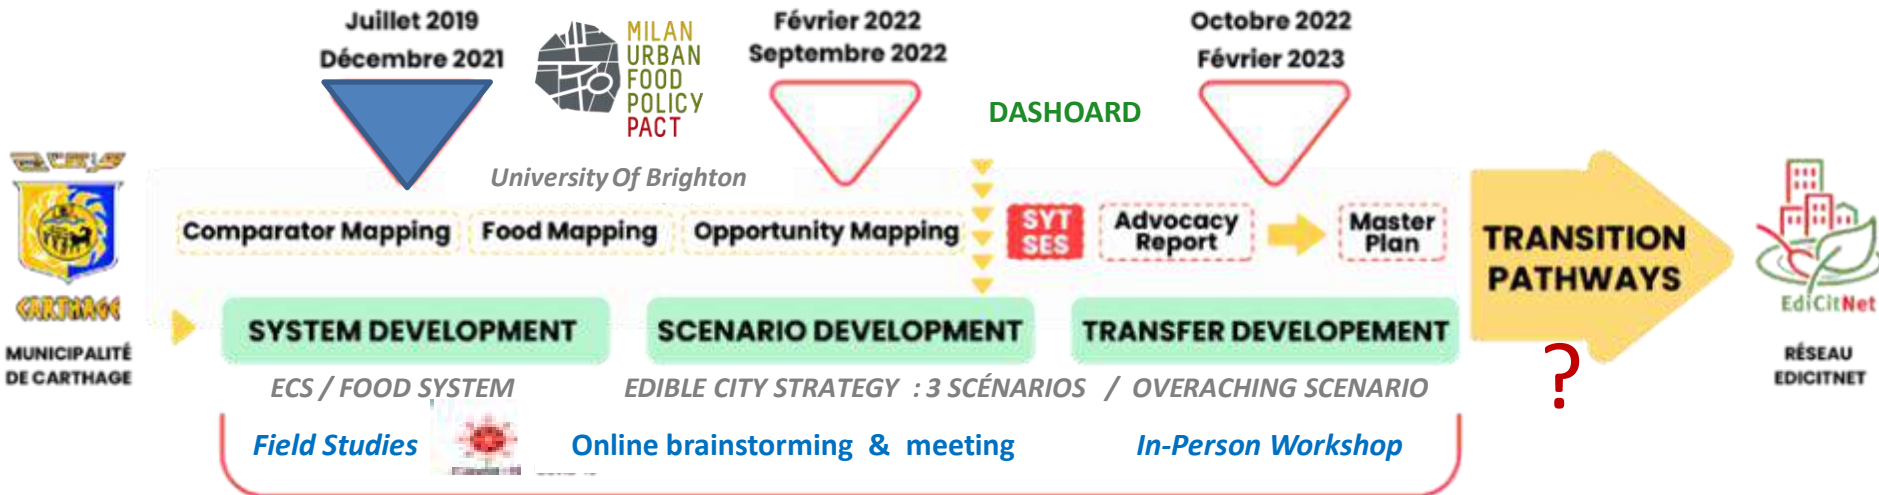 Juillet 2019
Décembre 2021
MILAN
URBAN
FOOD
POLICY
PACT
Février 2022
Septembre 2022
DASHOARD
Octobre 2022
Février 2023
University Of Brighton
Comparator Mapping
Food Mapping
Opportunity Mapping
SYT
SES
Advocacy
Report
Master
Plan
TRANSITION
PATHWAYS
CARTHAGE
MUNICIPALITÉ
DE CARTHAGE
EdiCitNet
RÉSEAU
EDICITNET
SYSTEM DEVELOPMENT
SCENARIO DEVELOPMENT
TRANSFER DEVELOPEMENT
?
ECS / FOOD SYSTEM
EDIBLE CITY STRATEGY : 3 SCÉNARIOS / OVERACHING SCENARIO
Field Studies
Online brainstorming & meeting
In-Person Workshop